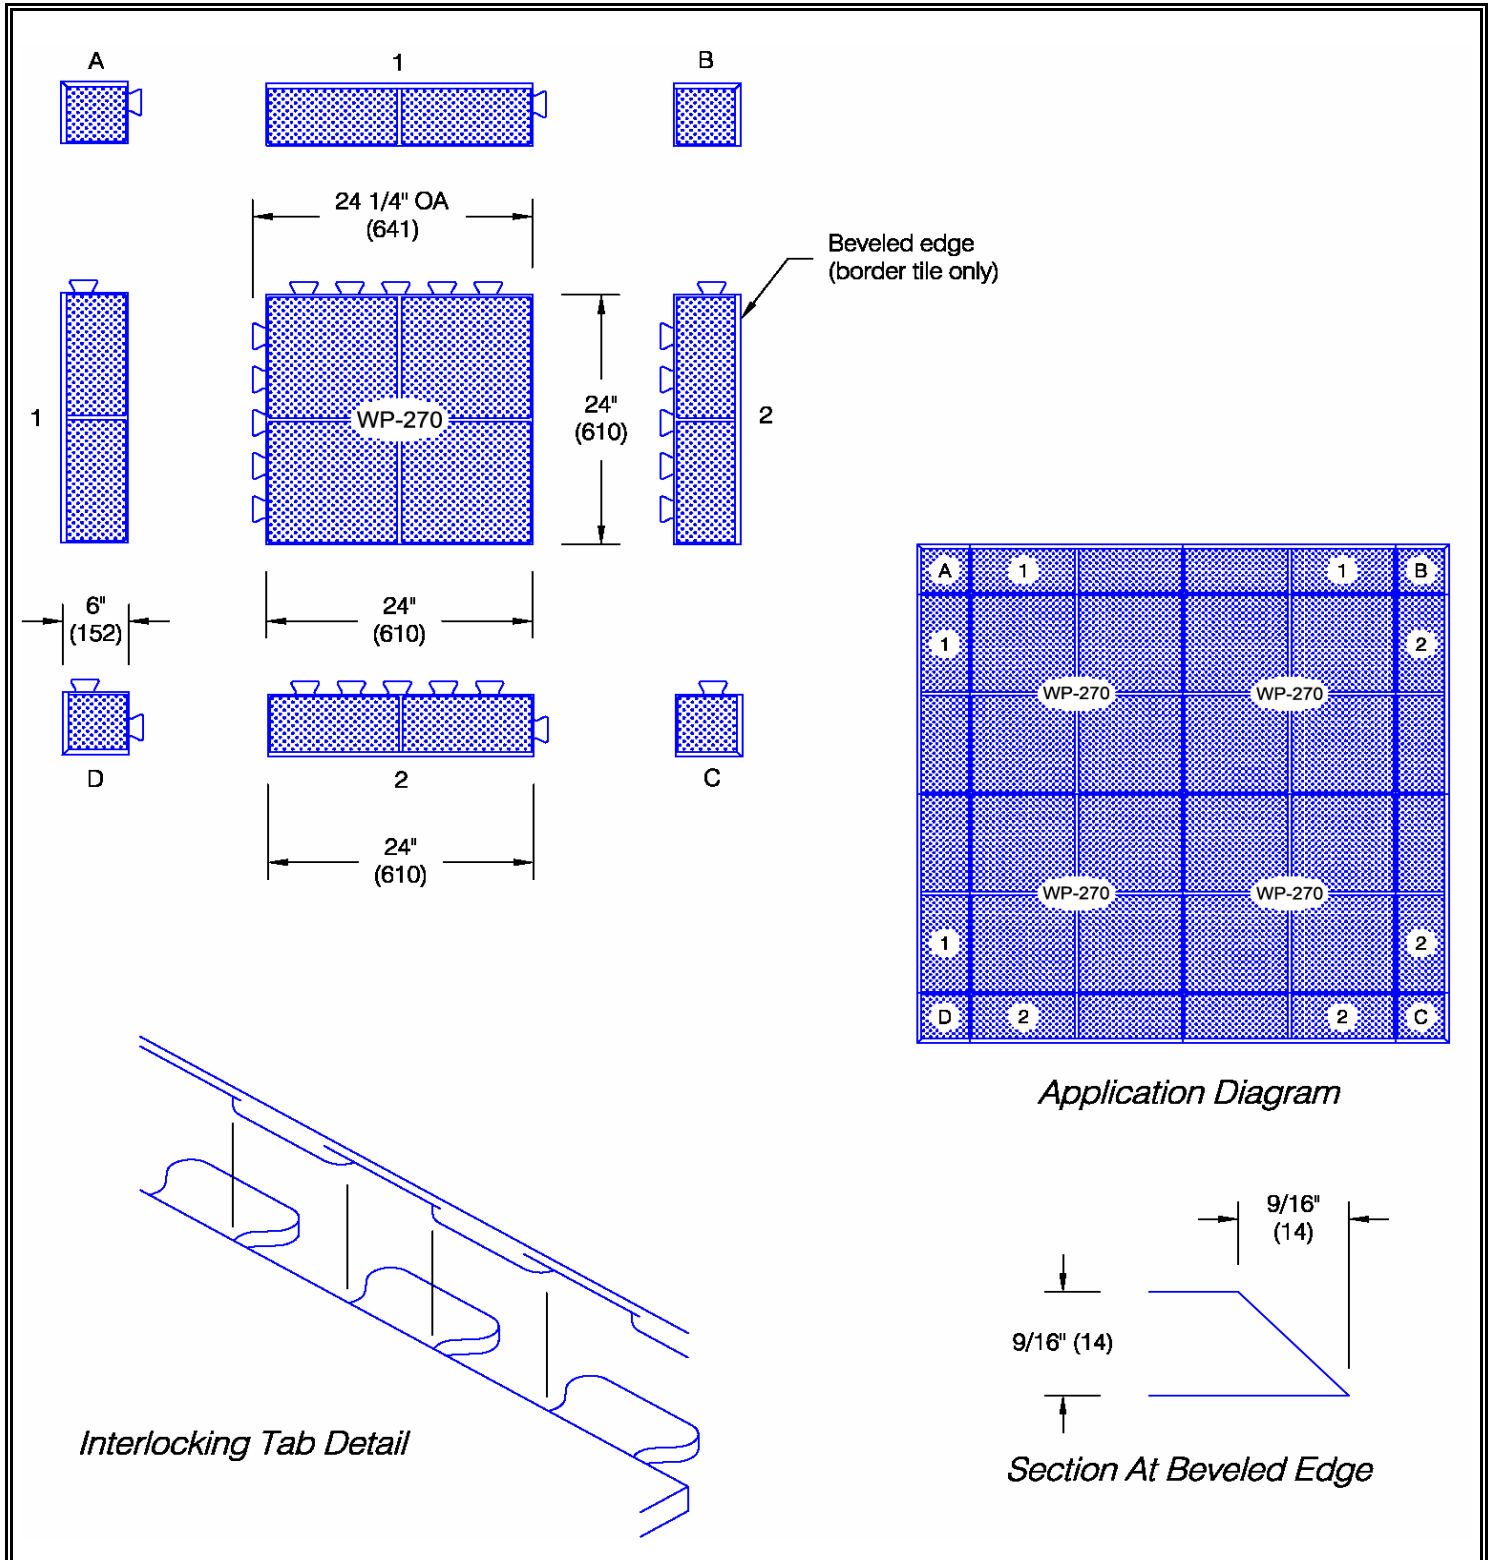 A
1
B
24 1/4" OA
(641)
Beveled edge
(border tile only)
1
WP-270
24"
(610)
2
6"
(152)
24"
(610)
D
2
C
24"
(610)
A 1 1 B
1 2
WP-270 WP-270
WP-270 WP-270
1 2
D 2 2 C
Application Diagram
9/16"
(14)
9/16" (14)
Interlocking Tab Detail
Section At Beveled Edge